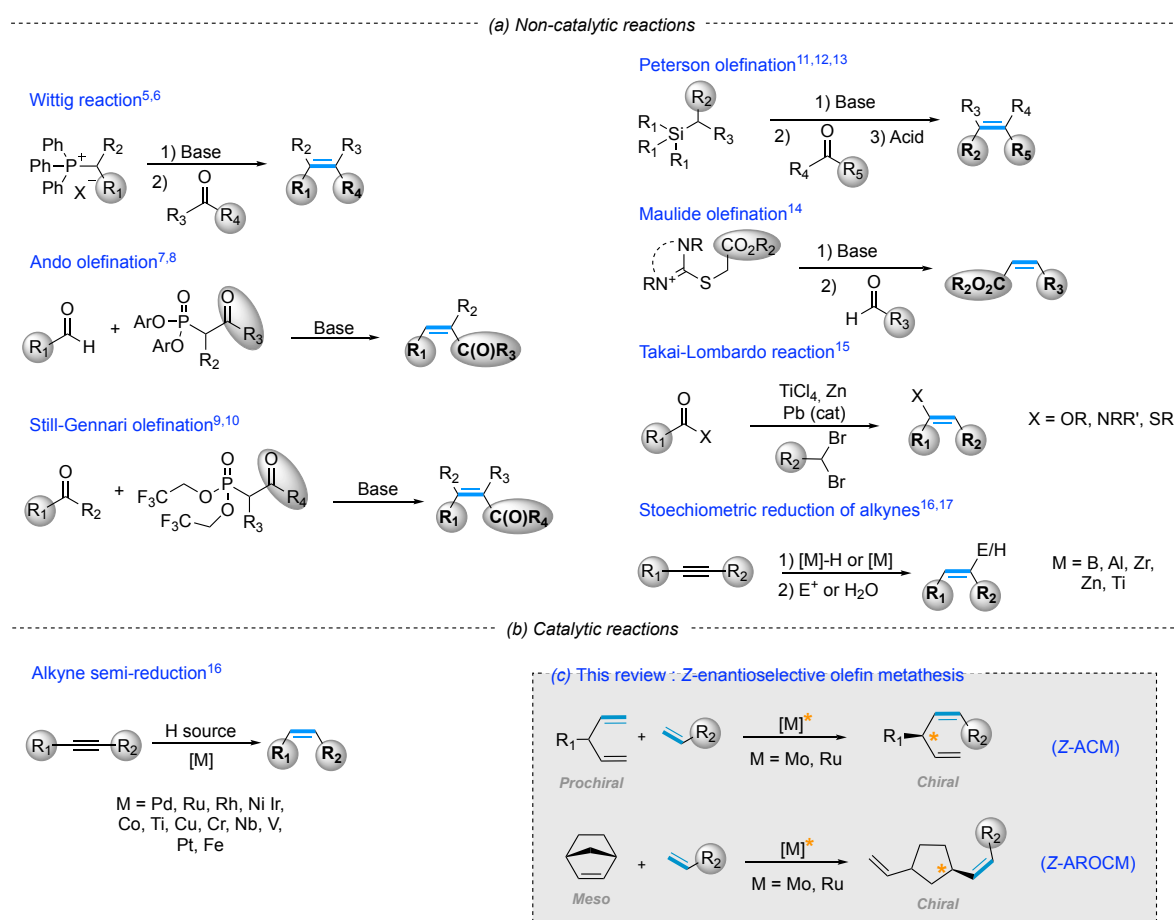 (a) Non-catalytic reactions
Wittig reaction5,6
Ph
Ph
Ph
P
+
X
−
R2
R1
1) Base
2)
O
R3
R4
R2
R3
R1
R4
Ando olefination7,8
O
R1
H
+
O
ArO
P
ArO
O
R3
R2
Base
R2
R1
C(O)R3
Still-Gennari olefination9,10
O
R1
R2
+
O
P
O
O
F3C
F3C
O
R4
R3
Base
R2
R3
R1
C(O)R4
Peterson olefination11,12,13
R2
R1
Si
R3
R1
R1
1) Base
2)
O
3) Acid
R4
R5
R3
R4
R2
R5
Maulide olefination14
NR
CO2R2
RN+
S
1) Base
2)
O
H
R3
R2O2C
R3
Takai-Lombardo reaction15
O
R1
X
TiCl4, Zn
Pb (cat)
Br
R2
Br
X
R1
R2
X = OR, NRR', SR
Stoechiometric reduction of alkynes16,17
R1
R2
1) [M]-H or [M]
2) E+ or H2O
E/H
R1
R2
M = B, Al, Zr,
Zn, Ti
(b) Catalytic reactions
Alkyne semi-reduction16
R1
R2
H source
[M]
R1
R2
M = Pd, Ru, Rh, Ni Ir,
Co, Ti, Cu, Cr, Nb, V,
Pt, Fe
(c) This review : Z-enantioselective olefin metathesis
R1
Prochiral
+
R2
[M]*
M = Mo, Ru
R1
*
R2
Chiral
(Z-ACM)
Meso
+
R2
[M]*
M = Mo, Ru
*
R2
Chiral
(Z-AROCM)